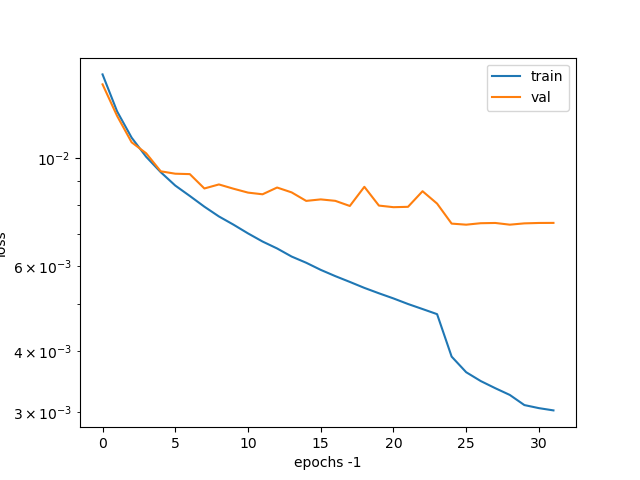 train
val
10⁻²
6 × 10⁻³
4 × 10⁻³
3 × 10⁻³
loss
0 5 10 15 20 25 30
epochs -1